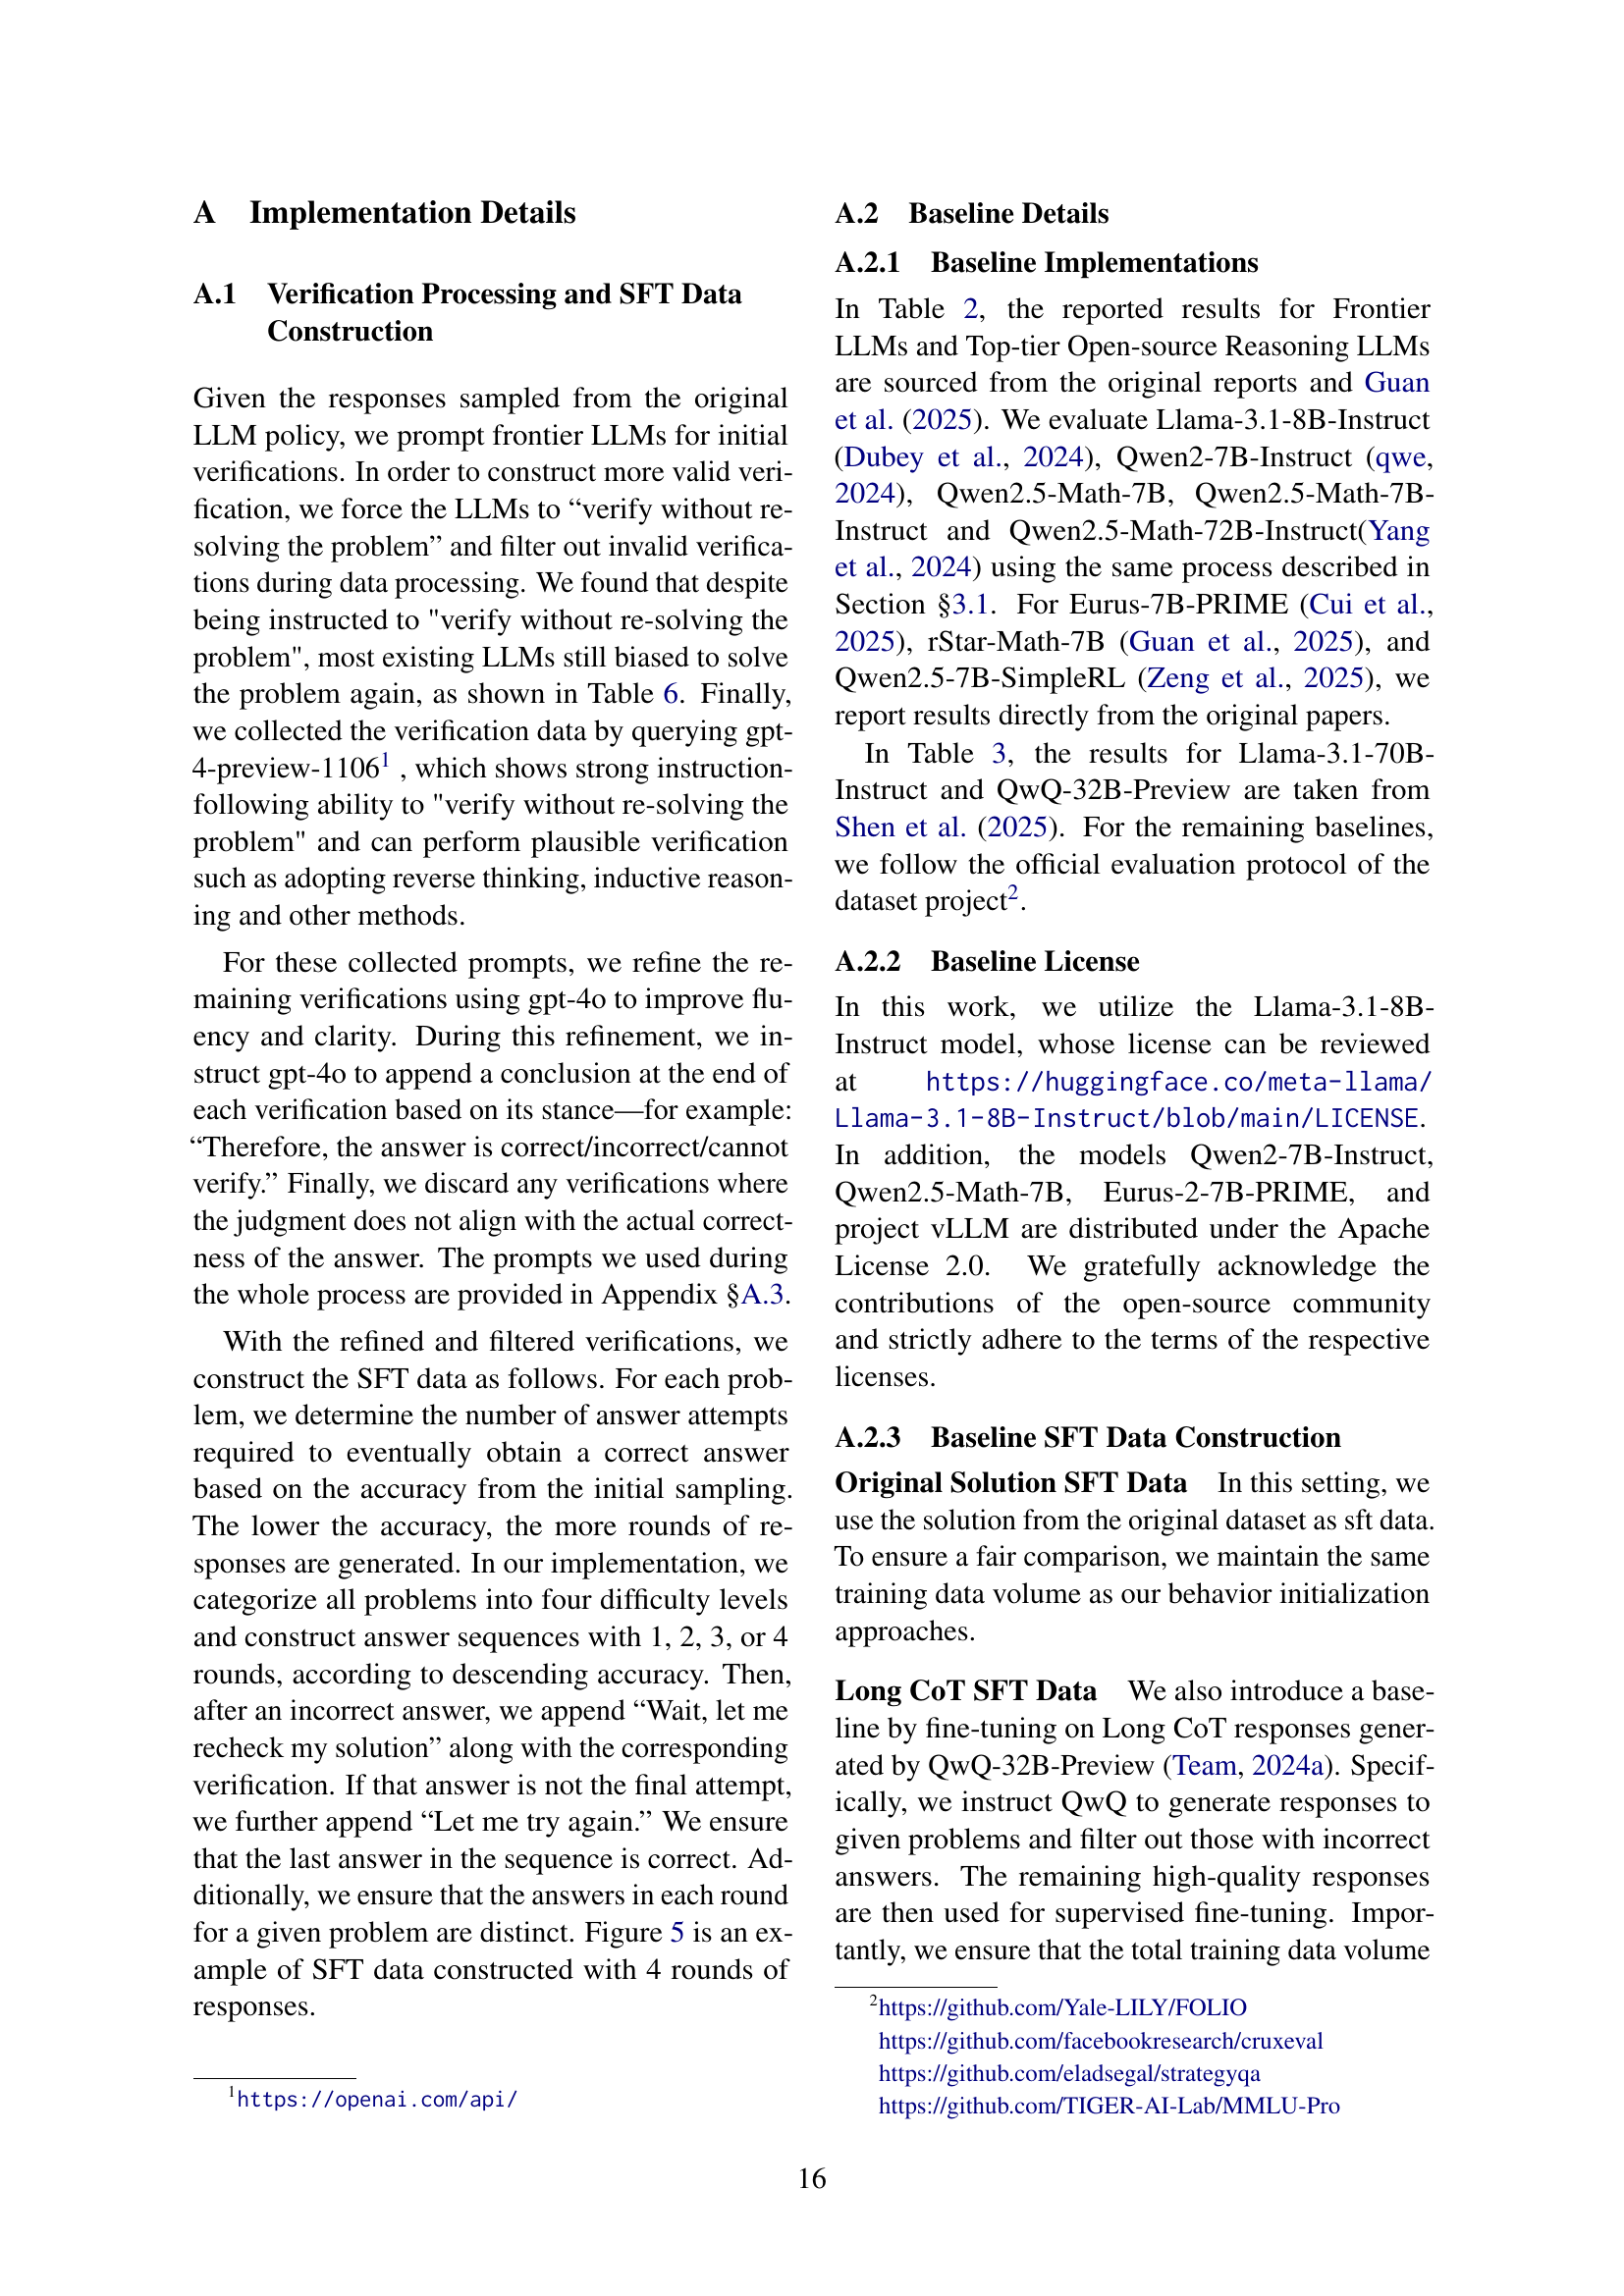 A Implementation Details
A.1 Verification Processing and SFT Data
Construction
Given the responses sampled from the original
LLM policy, we prompt frontier LLMs for initial
verifications. In order to construct more valid veri-
fication, we force the LLMs to “verify without re-
solving the problem” and filter out invalid verifica-
tions during data processing. We found that despite
being instructed to "verify without re-solving the
problem", most existing LLMs still biased to solve
the problem again, as shown in Table 6. Finally,
we collected the verification data by querying gpt-
4-preview-1106¹ , which shows strong instruction-
following ability to "verify without re-solving the
problem" and can perform plausible verification
such as adopting reverse thinking, inductive reason-
ing and other methods.
For these collected prompts, we refine the re-
maining verifications using gpt-4o to improve flu-
ency and clarity. During this refinement, we in-
struct gpt-4o to append a conclusion at the end of
each verification based on its stance—for example:
“Therefore, the answer is correct/incorrect/cannot
verify.” Finally, we discard any verifications where
the judgment does not align with the actual correct-
ness of the answer. The prompts we used during
the whole process are provided in Appendix §A.3.
With the refined and filtered verifications, we
construct the SFT data as follows. For each prob-
lem, we determine the number of answer attempts
required to eventually obtain a correct answer
based on the accuracy from the initial sampling.
The lower the accuracy, the more rounds of re-
sponses are generated. In our implementation, we
categorize all problems into four difficulty levels
and construct answer sequences with 1, 2, 3, or 4
rounds, according to descending accuracy. Then,
after an incorrect answer, we append “Wait, let me
recheck my solution” along with the corresponding
verification. If that answer is not the final attempt,
we further append “Let me try again.” We ensure
that the last answer in the sequence is correct. Ad-
ditionally, we ensure that the answers in each round
for a given problem are distinct. Figure 5 is an ex-
ample of SFT data constructed with 4 rounds of
responses.
¹https://openai.com/api/
A.2 Baseline Details
A.2.1 Baseline Implementations
In Table 2, the reported results for Frontier
LLMs and Top-tier Open-source Reasoning LLMs
are sourced from the original reports and Guan
et al. (2025). We evaluate Llama-3.1-8B-Instruct
(Dubey et al., 2024), Qwen2-7B-Instruct (qwe,
2024), Qwen2.5-Math-7B, Qwen2.5-Math-7B-
Instruct and Qwen2.5-Math-72B-Instruct(Yang
et al., 2024) using the same process described in
Section §3.1. For Eurus-7B-PRIME (Cui et al.,
2025), rStar-Math-7B (Guan et al., 2025), and
Qwen2.5-7B-SimpleRL (Zeng et al., 2025), we
report results directly from the original papers.
In Table 3, the results for Llama-3.1-70B-
Instruct and QwQ-32B-Preview are taken from
Shen et al. (2025). For the remaining baselines,
we follow the official evaluation protocol of the
dataset project².
A.2.2 Baseline License
In this work, we utilize the Llama-3.1-8B-
Instruct model, whose license can be reviewed
at https://huggingface.co/meta-llama/
Llama-3.1-8B-Instruct/blob/main/LICENSE.
In addition, the models Qwen2-7B-Instruct,
Qwen2.5-Math-7B, Eurus-2-7B-PRIME, and
project vLLM are distributed under the Apache
License 2.0. We gratefully acknowledge the
contributions of the open-source community
and strictly adhere to the terms of the respective
licenses.
A.2.3 Baseline SFT Data Construction
Original Solution SFT Data In this setting, we
use the solution from the original dataset as sft data.
To ensure a fair comparison, we maintain the same
training data volume as our behavior initialization
approaches.
Long CoT SFT Data We also introduce a base-
line by fine-tuning on Long CoT responses gener-
ated by QwQ-32B-Preview (Team, 2024a). Specif-
ically, we instruct QwQ to generate responses to
given problems and filter out those with incorrect
answers. The remaining high-quality responses
are then used for supervised fine-tuning. Impor-
tantly, we ensure that the total training data volume
²https://github.com/Yale-LILY/FOLIO
https://github.com/facebookresearch/cruxeval
https://github.com/eladsegal/strategyqa
https://github.com/TIGER-AI-Lab/MMLU-Pro
16